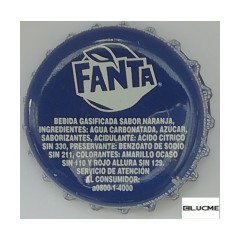 FANTA
BEBIDA GASIFICADA SABOR NARANJA,
INGREDIENTES: AGUA CARBONATADA, AZUCAR,
SABORIZANTES, ACIDULANTE: ACIDO CITRICO
SIN 330, PRESERVANTE: BENZOATO DE SODIO
SIN 211, COLORANTES: AMARILLO OCASO
SIN 110 Y ROJO ALLURA SIN 129.
SERVICIO DE ATENCIÓN
AL CONSUMIDOR:
0800-1-4000
BLUCME